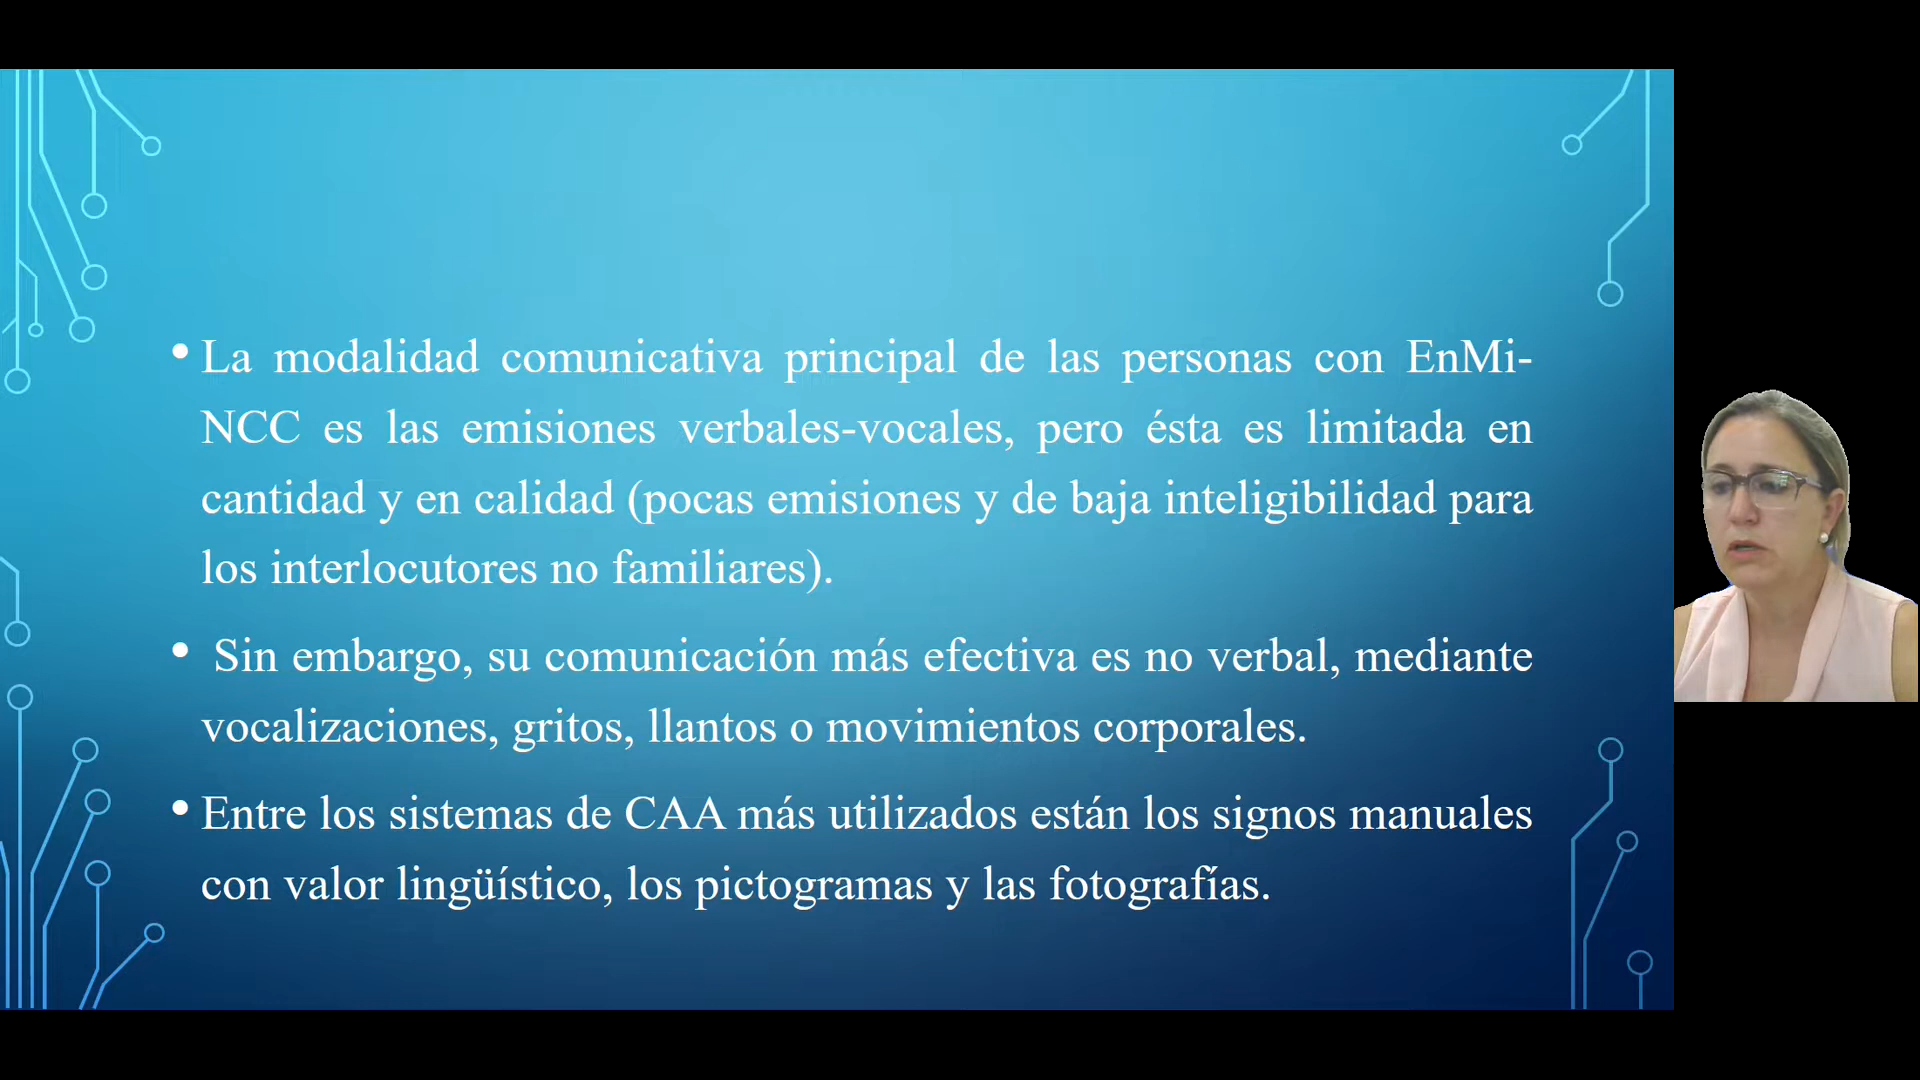 • La modalidad comunicativa principal de las personas con EnMi-
NCC es las emisiones verbales-vocales, pero ésta es limitada en
cantidad y en calidad (pocas emisiones y de baja inteligibilidad para
los interlocutores no familiares).
• Sin embargo, su comunicación más efectiva es no verbal, mediante
vocalizaciones, gritos, llantos o movimientos corporales.
• Entre los sistemas de CAA más utilizados están los signos manuales
con valor lingüístico, los pictogramas y las fotografías.